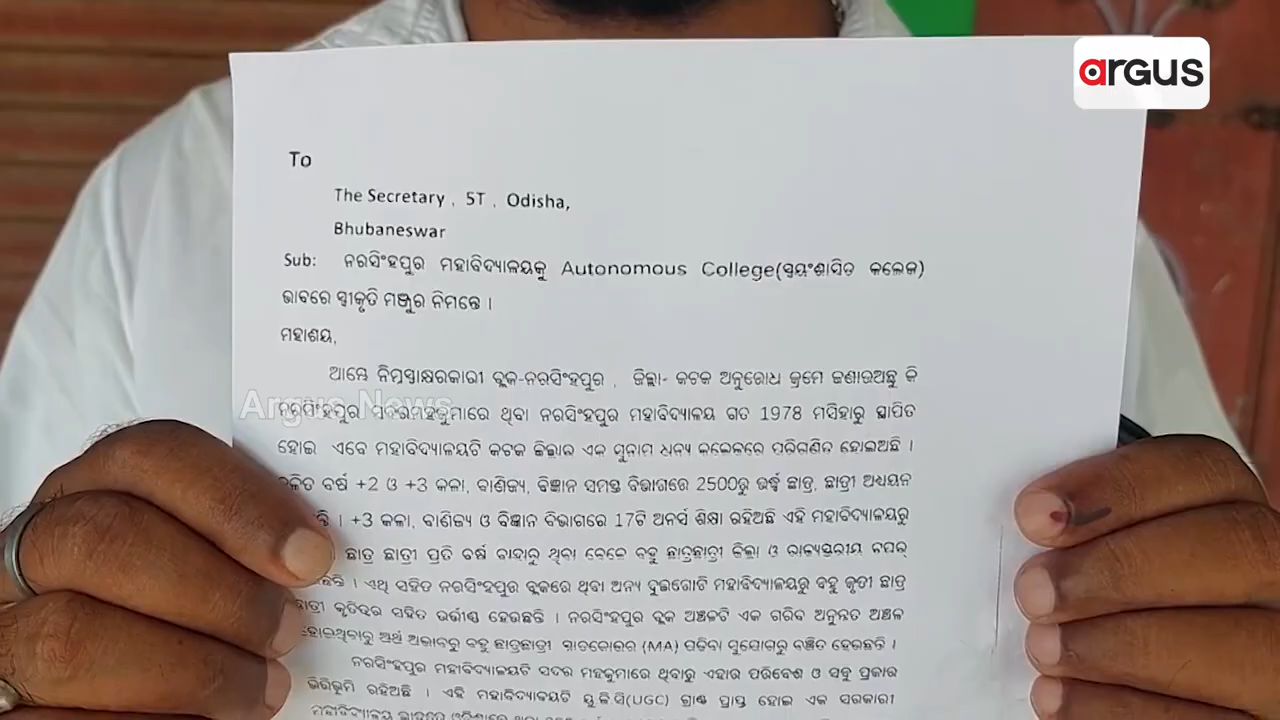 argus
To
The Secretary , ST , Odisha,
Bhubaneswar
Sub: ନରସିଂହପୁର ମହାବିଦ୍ୟାଳୟକୁ Autonomous College(ସ୍ୱୟଂଶାସିତ କଲେଜ)
ଭାବରେ ସ୍ୱୀକୃତି ମଞ୍ଜୁର ନିମନ୍ତେ ।
ମହାଶୟ,
ଆମ୍ଭେ ନିମ୍ନସ୍ୱାକ୍ଷରକାରୀ ବ୍ଲକ-ନରସିଂହପୁର , ଜିଲ୍ଲା- କଟକ ଅନୁରୋଧ କ୍ରମେ ଜଣାଉଅଛୁ କି
Argus News
ନରସିଂହପୁର ସଦରମହକୁମାରେ ଥିବା ନରସିଂହପୁର ମହାବିଦ୍ୟାଳୟ ଗତ 1978 ମସିହାରୁ ସ୍ଥାପିତ
ହୋଇ ଏବେ ମହାବିଦ୍ୟାଳୟଟି କଟକ ଜିଲ୍ଲାର ଏକ ସୁନାମ ଧନ୍ୟ କଲେଜରେ ପରିଗଣିତ ହୋଇଅଛି ।
ବର୍ଷ +2 ଓ +3 କଳା, ବାଣିଜ୍ୟ, ବିଜ୍ଞାନ ସମସ୍ତ ବିଭାଗରେ 2500ରୁ ଉର୍ଦ୍ଧ୍ୱ ଛାତ୍ର, ଛାତ୍ରୀ ଅଧ୍ୟୟନ
। +3 କଳା, ବାଣିଜ୍ୟ ଓ ବିଜ୍ଞାନ ବିଭାଗରେ 17ଟି ଅନର୍ସ ଶିକ୍ଷା ରହିଅଛି ଏହି ମହାବିଦ୍ୟାଳୟରୁ
ଛାତ୍ର ଛାତ୍ରୀ ପ୍ରତି ବର୍ଷ ବାହାରୁ ଥିବା ବେଳେ ବହୁ ଛାତ୍ରଛାତ୍ରୀ ଜିଲ୍ଲା ଓ ରାଜ୍ୟସ୍ତରୀୟ
। ଏଥି ସହିତ ନରସିଂହପୁର ବ୍ଲକରେ ଥିବା ଅନ୍ୟ ଦୁଇଗୋଟି ମହାବିଦ୍ୟାଳୟରୁ ବହୁ କୃତୀ ଛାତ୍ର
ଛାତ୍ରୀ କୃତିତ୍ୱର ସହିତ ଉର୍ତ୍ତୀଣ୍ଣ ହେଉଛନ୍ତି । ନରସିଂହପୁର ବ୍ଲକ ଅଞ୍ଚଳଟି ଏକ ଗରିବ ଅନୁନ୍ନତ ଅଞ୍ଚଳ
ହୋଇଥିବାରୁ ଅର୍ଥ ଅଭାବରୁ ବହୁ ଛାତ୍ରଛାତ୍ରୀ ସ୍ନାତକୋତ୍ତର (MA) ପଢିବା ସୁଯୋଗରୁ ବଞ୍ଚିତ ହେଉଛନ୍ତି ।
ନରସିଂହପୁର ମହାବିଦ୍ୟାଳୟଟି ସଦର ମହକୁମାରେ ଥିବାରୁ ଏହାର ପରିବେଶ ଓ ସବୁ ପ୍ରକାର
ଭିତ୍ତିଭୂମି ରହିଅଛି । ଏହି ମହାବିଦ୍ୟାଳୟଟି ୟୁ.ଜି.ସି(UGC) ଗ୍ରାଣ୍ଟ ପ୍ରାପ୍ତ ହୋଇ ଏକ ସରକାରୀ